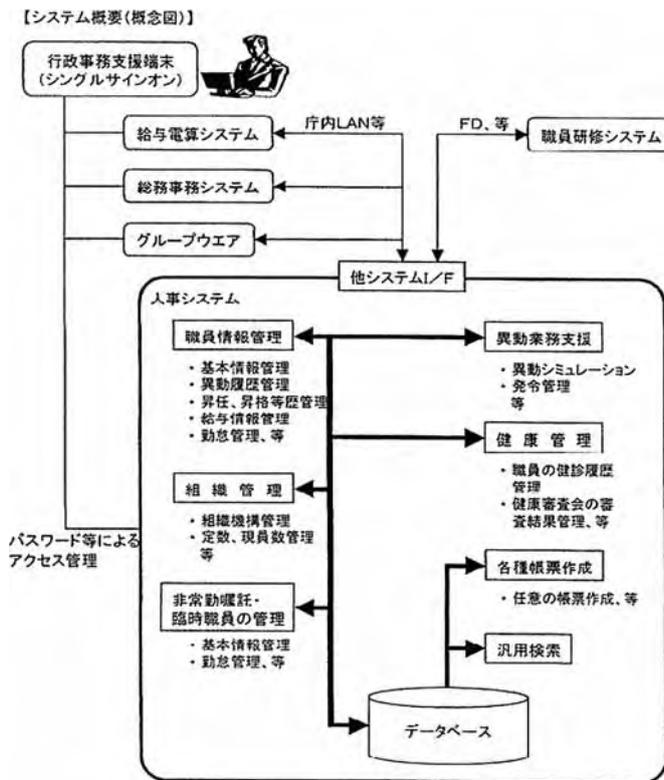 【システム概要(概念図)】
行政事務支援端末
(シングルサインオン)
給与電算システム
庁内LAN等
FD、等
職員研修システム
総務事務システム
グループウエア
他システムI/F
人事システム
職員情報管理
・基本情報管理
・異動履歴管理
・昇任、昇格等歴管理
・給与情報管理
・勤怠管理、等
異動業務支援
・異動シミュレーション
・発令管理
等
健康管理
・職員の健診履歴
管理
・健康審査会の審
査結果管理、等
組織管理
・組織機構管理
・定数、現員数管理
等
パスワード等による
アクセス管理
各種帳票作成
・任意の帳票作成、等
非常勤嘱託・
臨時職員の管理
・基本情報管理
・勤怠管理、等
汎用検索
データベース